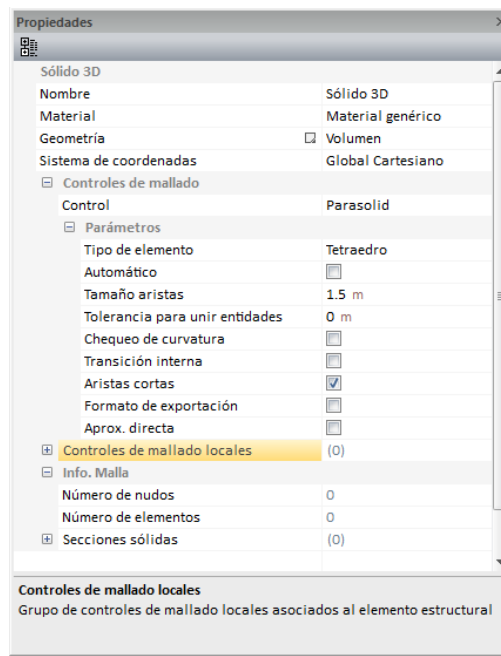 Propiedades
Sólido 3D
Nombre Sólido 3D
Material Material genérico
Geometría Volumen
Sistema de coordenadas Global Cartesiano
Controles de mallado
Control Parasolid
Parámetros
Tipo de elemento Tetraedro
Automático
Tamaño aristas 1.5 m
Tolerancia para unir entidades 0 m
Chequeo de curvatura
Transición interna
Aristas cortas
Formato de exportación
Aprox. directa
Controles de mallado locales (0)
Info. Malla
Número de nudos 0
Número de elementos 0
Secciones sólidas (0)
Controles de mallado locales
Grupo de controles de mallado locales asociados al elemento estructural